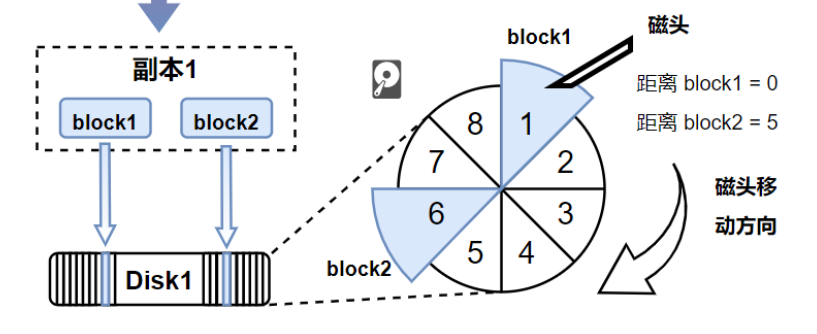 副本1
block1
block2
Disk1
block1
磁头
距离 block1 = 0
距离 block2 = 5
磁头移
动方向
8
1
7
2
6
3
5
4
block2